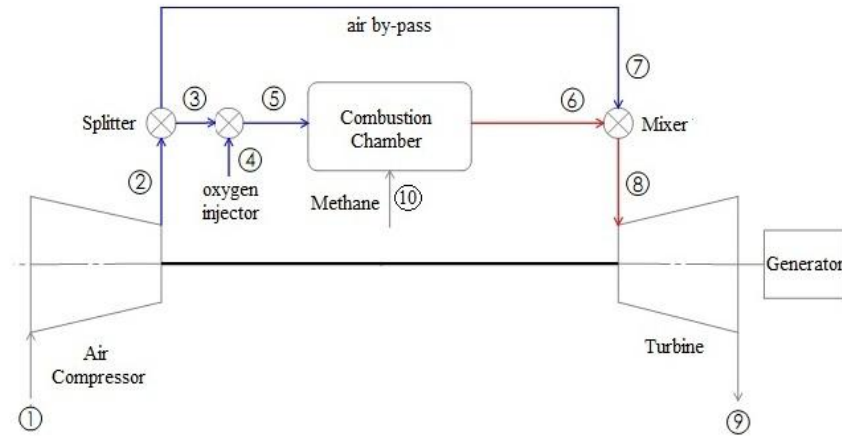 air by-pass
③
⑤
⑥
⑦
Splitter
Combustion
Chamber
Mixer
②
④
oxygen
injector
Methane
⑩
⑧
Generator
Air
Compressor
Turbine
①
⑨